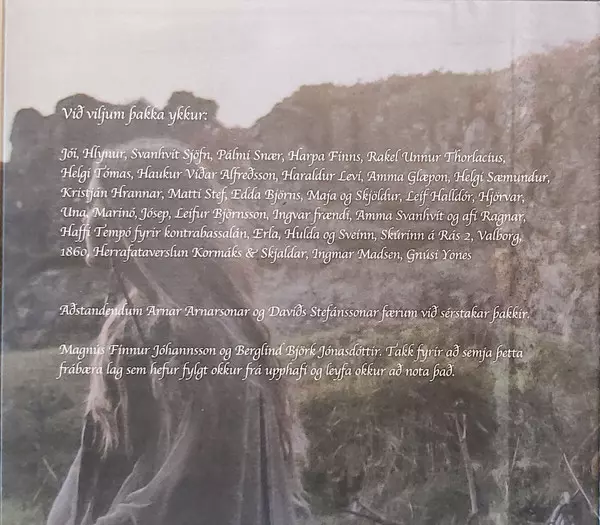 Við viljum þakka ykkur:
Jói, Hlynur, Svanhvít Sjöfn, Pálmi Snær, Harpa Finns, Rakel Unnur Thorlacius,
Helgi Tómas, Haukur Viðar Alfreðsson, Haraldur Leví, Amma Glæpon, Helgi Sæmundur,
Kristján Hrannar, Matti Stef, Edda Björns, Maja og Skjöldur, Leif Halldór, Hjörvar,
Una, Marinó, Jósep, Leifur Björnsson, Ingvar frændi, Amma Svanhvít og afi Ragnar,
Haffi Tempó fyrir kontrabassalán, Erla, Hulda og Sveinn, Skúrinn á Rás 2, Valborg,
1860, Herrafataverslun Kormáks & Skjaldar, Ingmar Madsen, Gnúsi Yones
Aðstandendum Arnar Arnarsonar og Davíðs Stefánssonar færum við sérstakar þakkir.
Magnús Finnur Jóhannsson og Berglind Björk Jónasdóttir. Takk fyrir að semja þetta
frábæra lag sem hefur fylgt okkur frá upphafi og leyfa okkur að nota það.